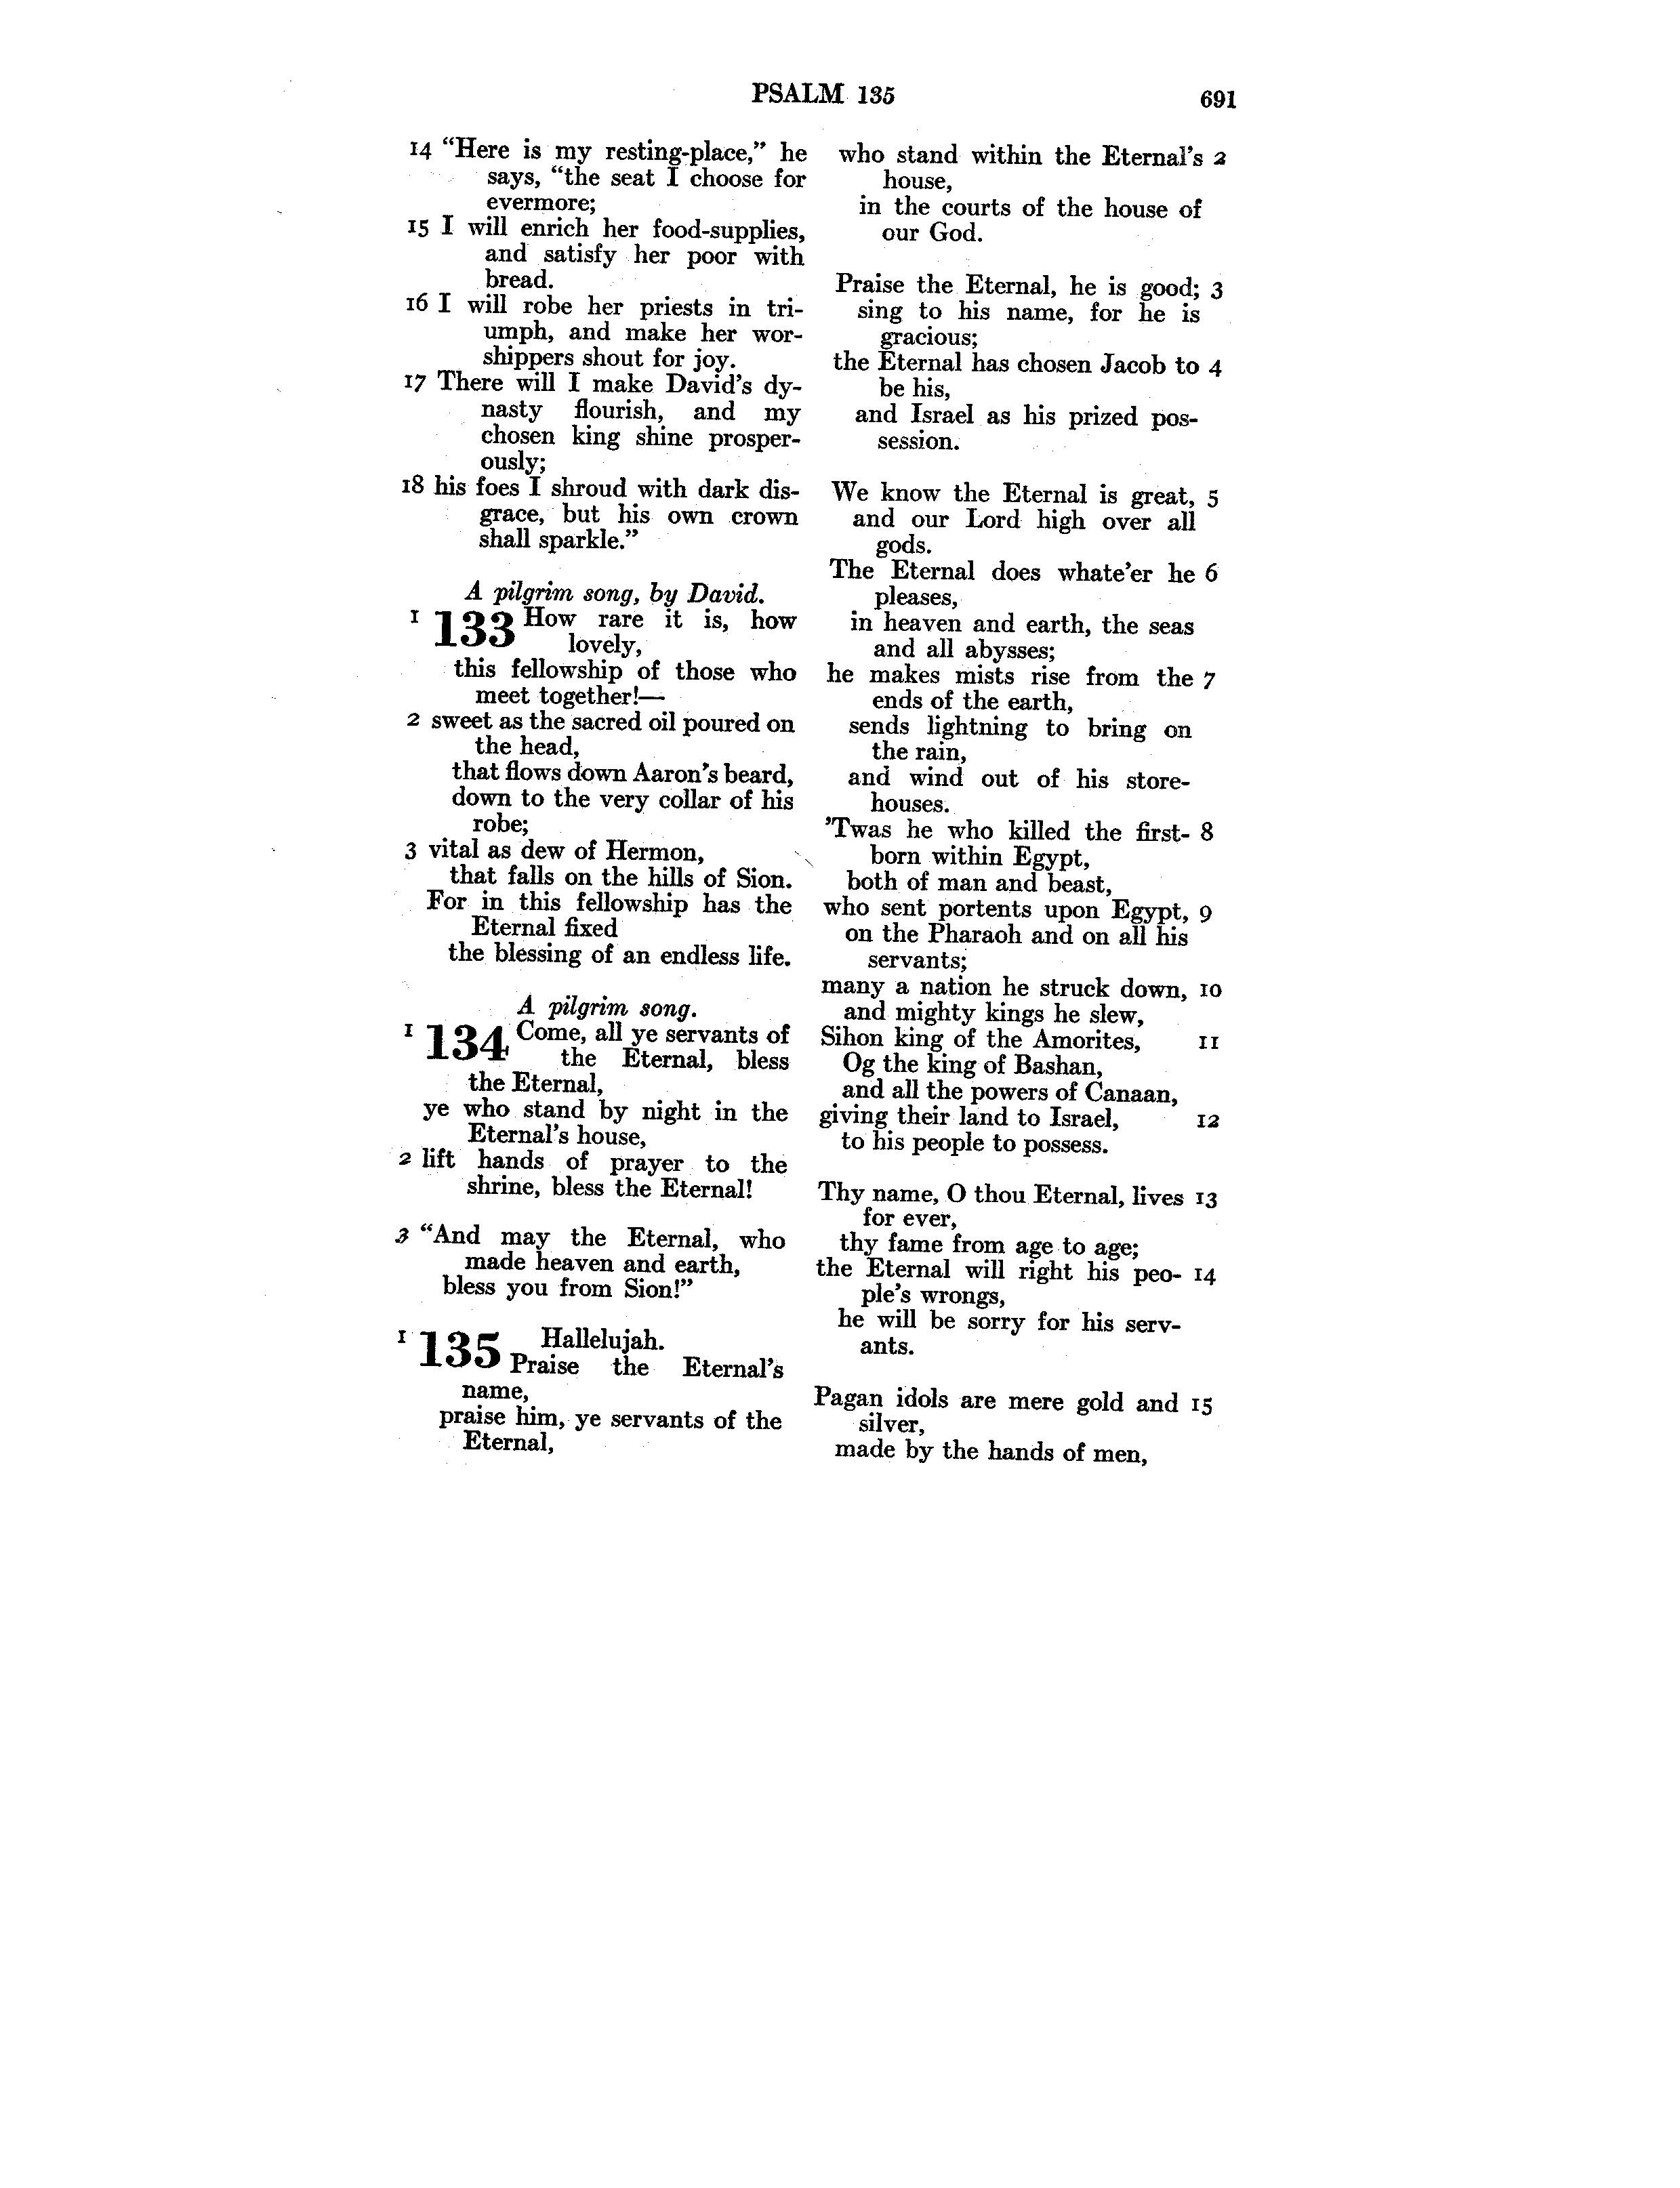 PSALM 135
691
14 “Here is my resting-place,” he
says, “the seat I choose for
evermore;
15 I will enrich her food-supplies,
and satisfy her poor with
bread.
16 I will robe her priests in tri-
umph, and make her wor-
shippers shout for joy.
17 There will I make David’s dy-
nasty flourish, and my
chosen king shine prosper-
ously;
18 his foes I shroud with dark dis-
grace, but his own crown
shall sparkle.”
A pilgrim song, by David.
1 133 How rare it is, how
lovely,
this fellowship of those who
meet together!—
2 sweet as the sacred oil poured on
the head,
that flows down Aaron’s beard,
down to the very collar of his
robe;
3 vital as dew of Hermon,
that falls on the hills of Sion.
For in this fellowship has the
Eternal fixed
the blessing of an endless life.
A pilgrim song.
1 134 Come, all ye servants of
the Eternal, bless
the Eternal,
ye who stand by night in the
Eternal’s house,
2 lift hands of prayer to the
shrine, bless the Eternal!
3 “And may the Eternal, who
made heaven and earth,
bless you from Sion!”
1 135 Hallelujah.
Praise the Eternal’s
name,
praise him, ye servants of the
Eternal,
who stand within the Eternal’s 2
house,
in the courts of the house of
our God.
Praise the Eternal, he is good; 3
sing to his name, for he is
gracious;
the Eternal has chosen Jacob to 4
be his,
and Israel as his prized pos-
session.
We know the Eternal is great, 5
and our Lord high over all
gods.
The Eternal does whate’er he 6
pleases,
in heaven and earth, the seas
and all abysses;
he makes mists rise from the 7
ends of the earth,
sends lightning to bring on
the rain,
and wind out of his store-
houses.
’Twas he who killed the first- 8
born within Egypt,
both of man and beast,
who sent portents upon Egypt, 9
on the Pharaoh and on all his
servants;
many a nation he struck down, 10
and mighty kings he slew,
Sihon king of the Amorites, 11
Og the king of Bashan,
and all the powers of Canaan,
giving their land to Israel, 12
to his people to possess.
Thy name, O thou Eternal, lives 13
for ever,
thy fame from age to age;
the Eternal will right his peo- 14
ple’s wrongs,
he will be sorry for his serv-
ants.
Pagan idols are mere gold and 15
silver,
made by the hands of men,